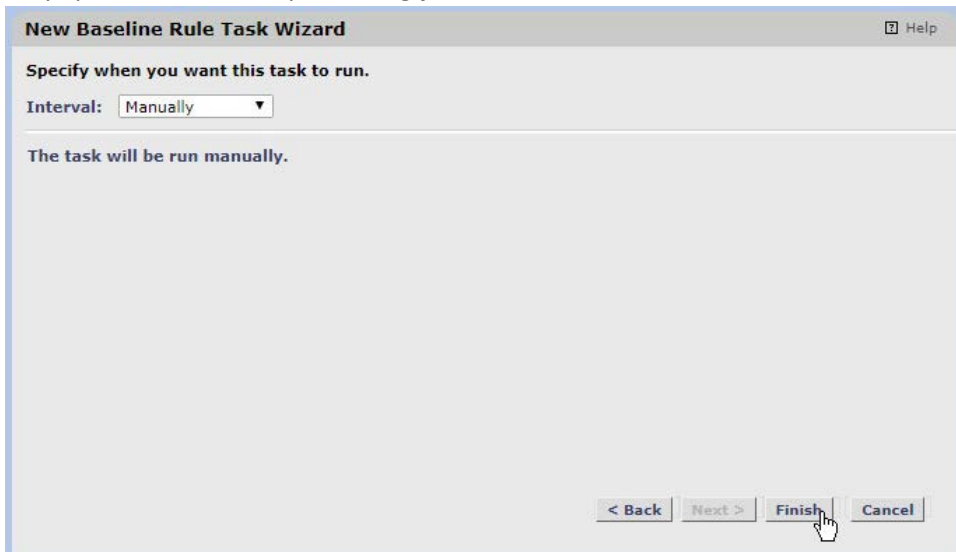 New Baseline Rule Task Wizard
? Help
Specify when you want this task to run.
Interval: Manually
The task will be run manually.
< Back Next > Finish Cancel